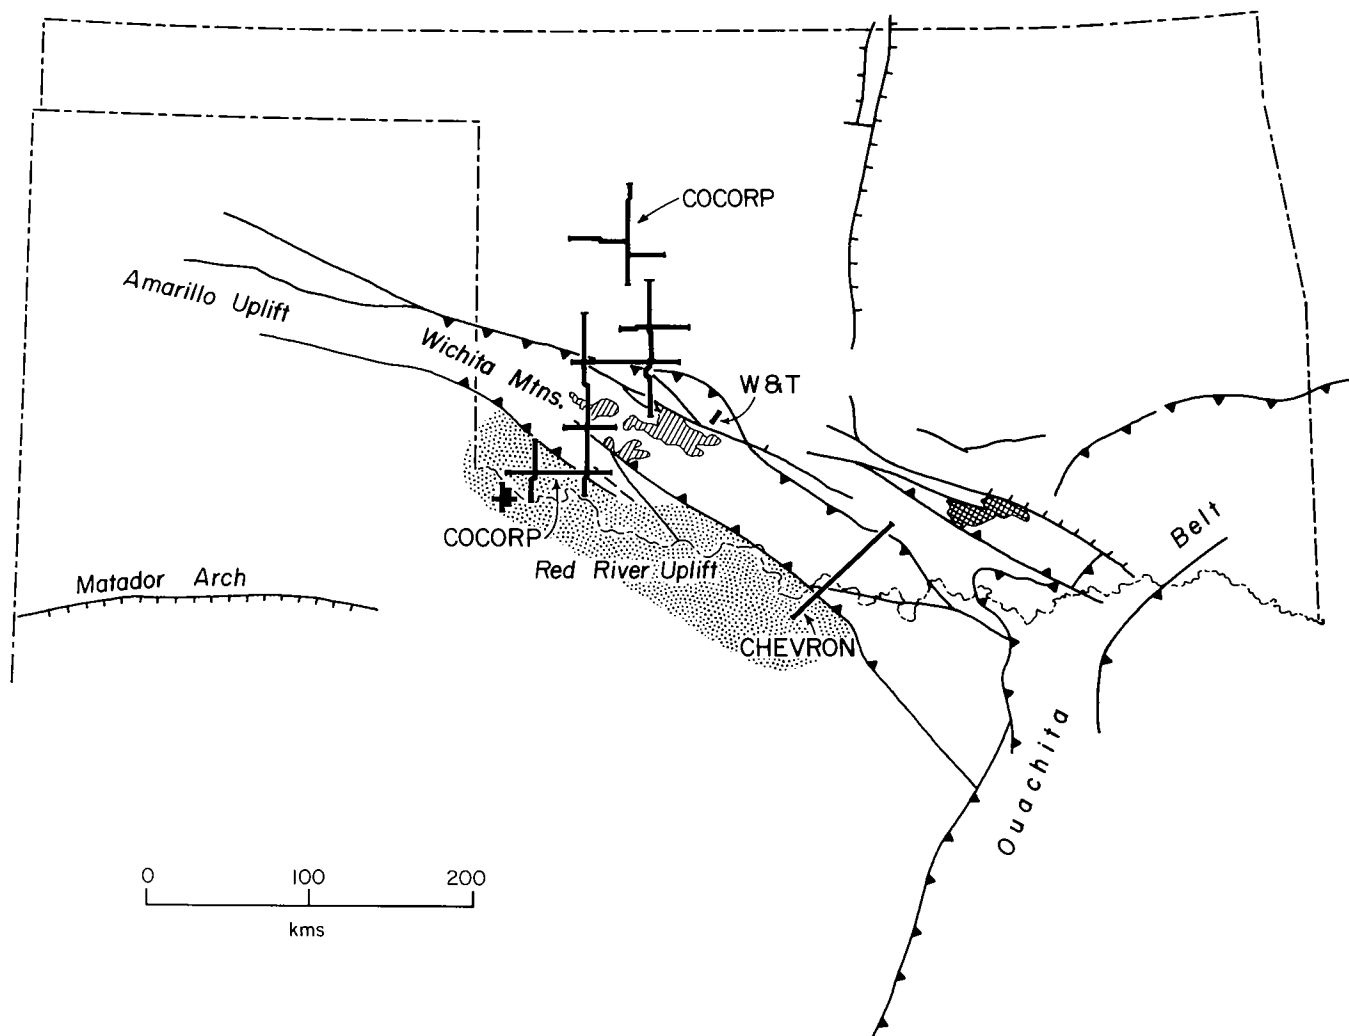 COCORP
Amarillo Uplift
Wichita Mtns.
W&T
COCORP
Red River Uplift
Belt
Matador Arch
CHEVRON
Ouachita
0 100 200
kms